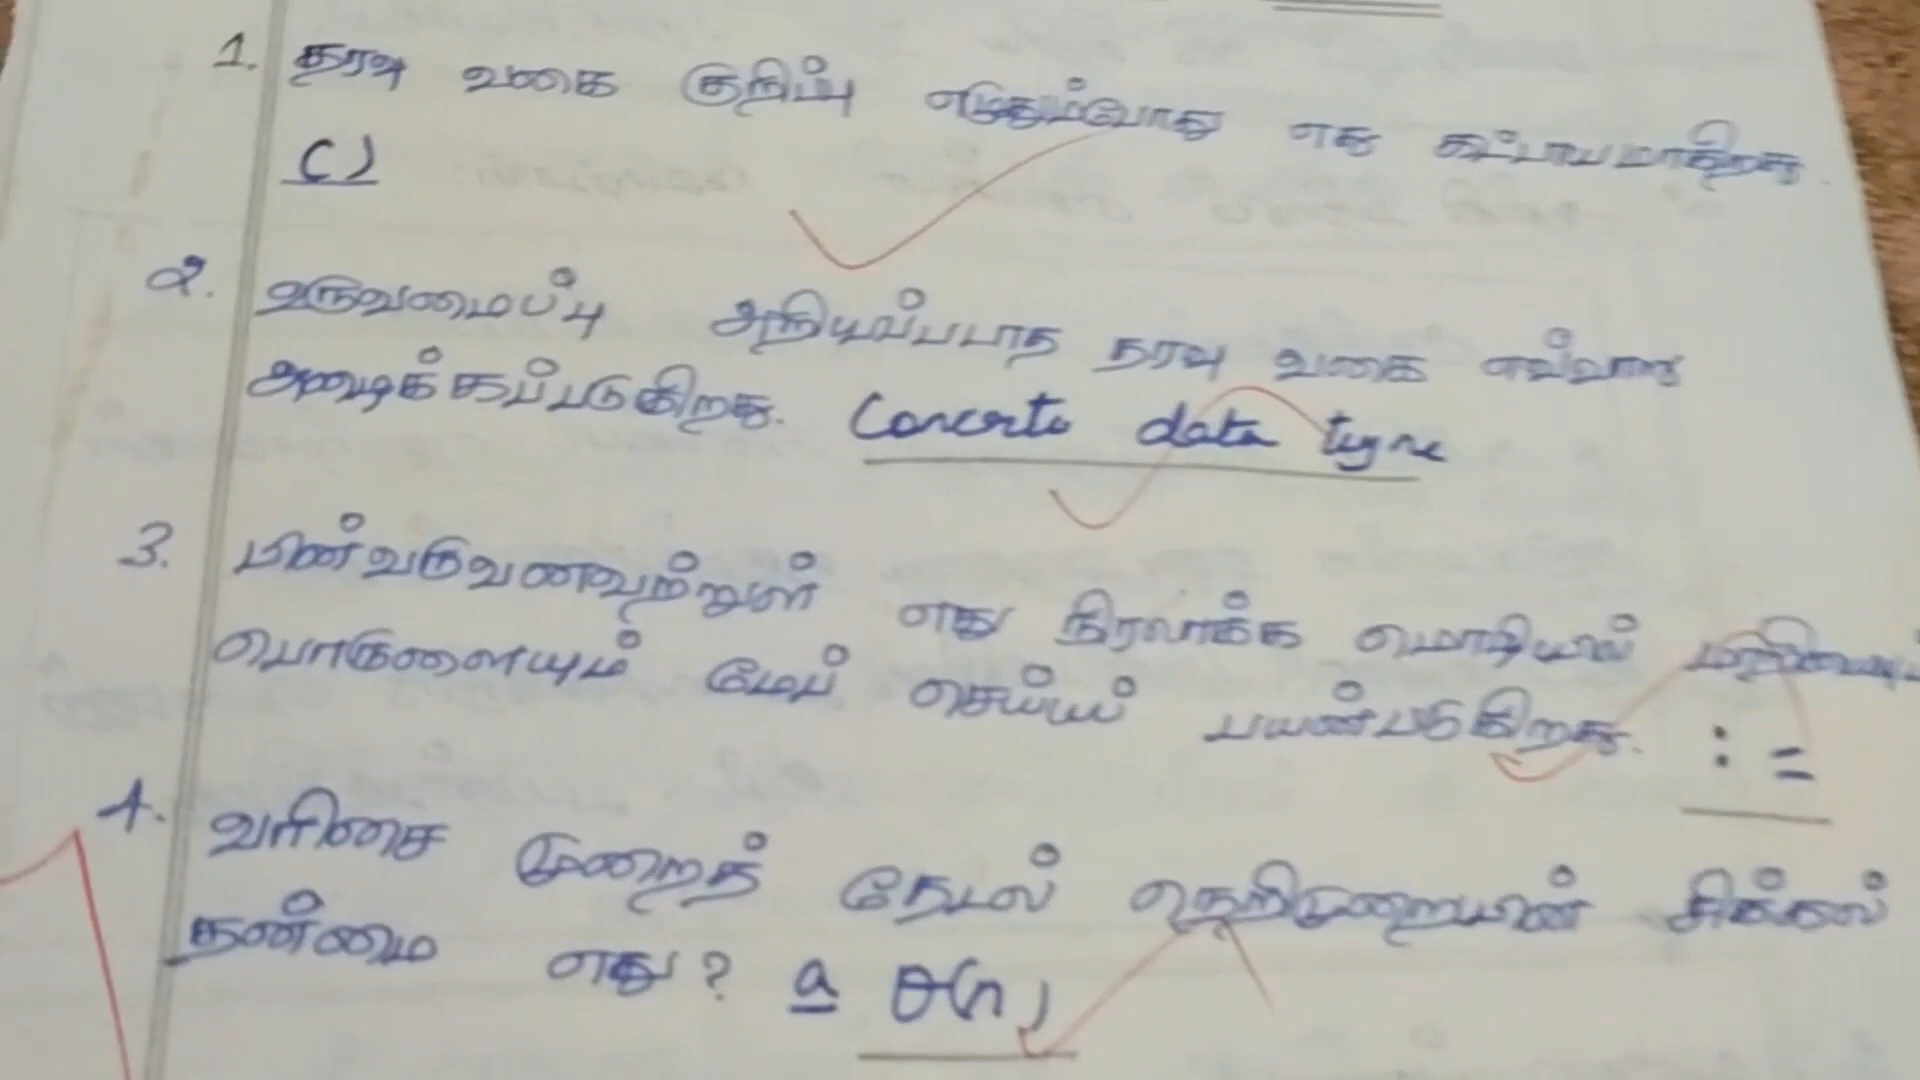 1. தரவு வகை குறிப்பு எழுதும்போது எது கட்டாயமாகிறது.
( )
2. உருவமைப்பு அறியப்படாத தரவு வகை எவ்வாறு
அழைக்கப்படுகிறது. Concrete data type
3. பின்வருவனவற்றுள் எது நிரலாக்க மொழியில் மதிப்பையும்
பொருளையும் மேப் செய்யப் பயன்படுகிறது. : =
4. வரிசை முறைத் தேடல் நெறிமுறையின் சிக்கல்
தன்மை எது? a θ(n)